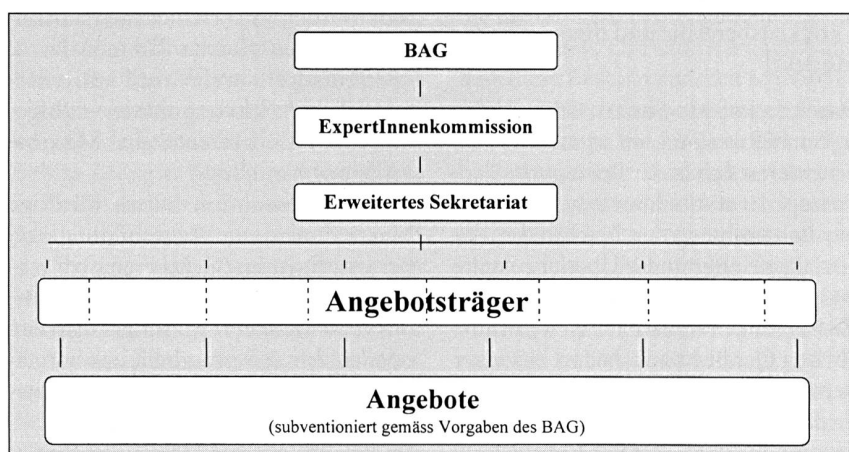 BAG
ExpertInnenkommission
Erweitertes Sekretariat
Angebotsträger
Angebote
(subventioniert gemäss Vorgaben des BAG)